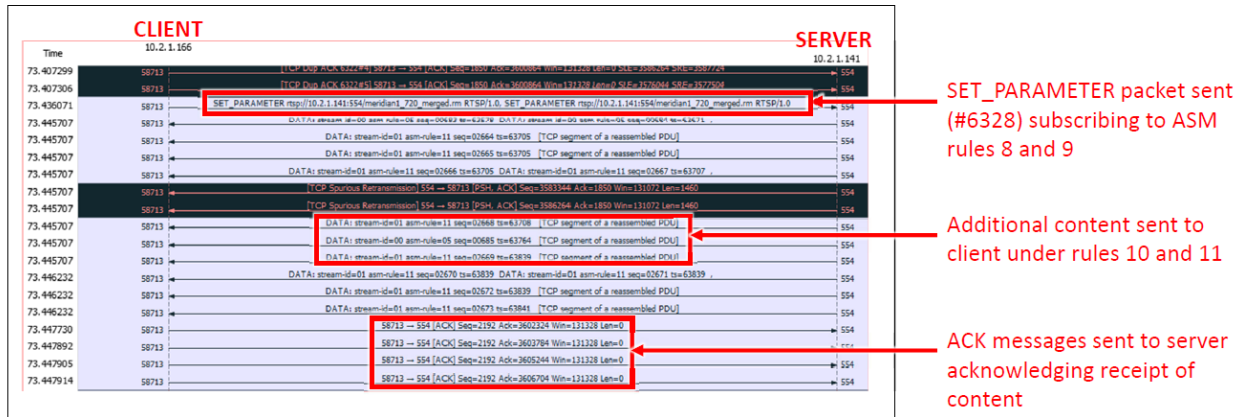 CLIENT
SERVER
Time
10.2.1.166
10.2.1.141
73.407299 58713 [TCP Dup ACK 6322#4] 58713 → 554 [ACK] Seq=1850 Ack=3600864 Win=131328 Len=0 SLE=3586264 SRE=3587724 554
73.407306 58713 [TCP Dup ACK 6322#5] 58713 → 554 [ACK] Seq=1850 Ack=3600864 Win=131328 Len=0 SLE=3576044 SRE=3577504 554
73.436071 58713 SET_PARAMETER rtsp://10.2.1.141:554/meridian1_720_merged.rm RTSP/1.0, SET_PARAMETER rtsp://10.2.1.141:554/meridian1_720_merged.rm RTSP/1.0 554
73.445707 58713 DATA: stream-id=00 asm-rule=05 554
73.445707 58713 DATA: stream-id=01 asm-rule=11 seq=02664 ts=63705 [TCP segment of a reassembled PDU] 554
73.445707 58713 DATA: stream-id=01 asm-rule=11 seq=02665 ts=63705 [TCP segment of a reassembled PDU] 554
73.445707 58713 DATA: stream-id=01 asm-rule=11 seq=02666 ts=63705 DATA: stream-id=01 asm-rule=11 seq=02667 ts=63707 , 554
73.445707 58713 [TCP Spurious Retransmission] 554 → 58713 [PSH, ACK] Seq=3583344 Ack=1850 Win=131072 Len=1460 554
73.445707 58713 [TCP Spurious Retransmission] 554 → 58713 [PSH, ACK] Seq=3586264 Ack=1850 Win=131072 Len=1460 554
73.445707 58713 DATA: stream-id=01 asm-rule=11 seq=02668 ts=63708 [TCP segment of a reassembled PDU] 554
73.445707 58713 DATA: stream-id=00 asm-rule=05 seq=00685 ts=63764 [TCP segment of a reassembled PDU] 554
73.445707 58713 DATA: stream-id=01 asm-rule=11 seq=02669 ts=63839 [TCP segment of a reassembled PDU] 554
73.446232 58713 DATA: stream-id=01 asm-rule=11 seq=02670 ts=63839 DATA: stream-id=01 asm-rule=11 seq=02671 ts=63839 , 554
73.446232 58713 DATA: stream-id=01 asm-rule=11 seq=02672 ts=63839 [TCP segment of a reassembled PDU] 554
73.446232 58713 DATA: stream-id=01 asm-rule=11 seq=02673 ts=63841 [TCP segment of a reassembled PDU] 554
73.447730 58713 58713 → 554 [ACK] Seq=2192 Ack=3602324 Win=131328 Len=0 554
73.447892 58713 58713 → 554 [ACK] Seq=2192 Ack=3603784 Win=131328 Len=0
73.447905 58713 58713 → 554 [ACK] Seq=2192 Ack=3605244 Win=131328 Len=0 554
73.447914 58713 58713 → 554 [ACK] Seq=2192 Ack=3606704 Win=131328 Len=0 554
SET_PARAMETER packet sent
(#6328) subscribing to ASM
rules 8 and 9
Additional content sent to
client under rules 10 and 11
ACK messages sent to server
acknowledging receipt of
content